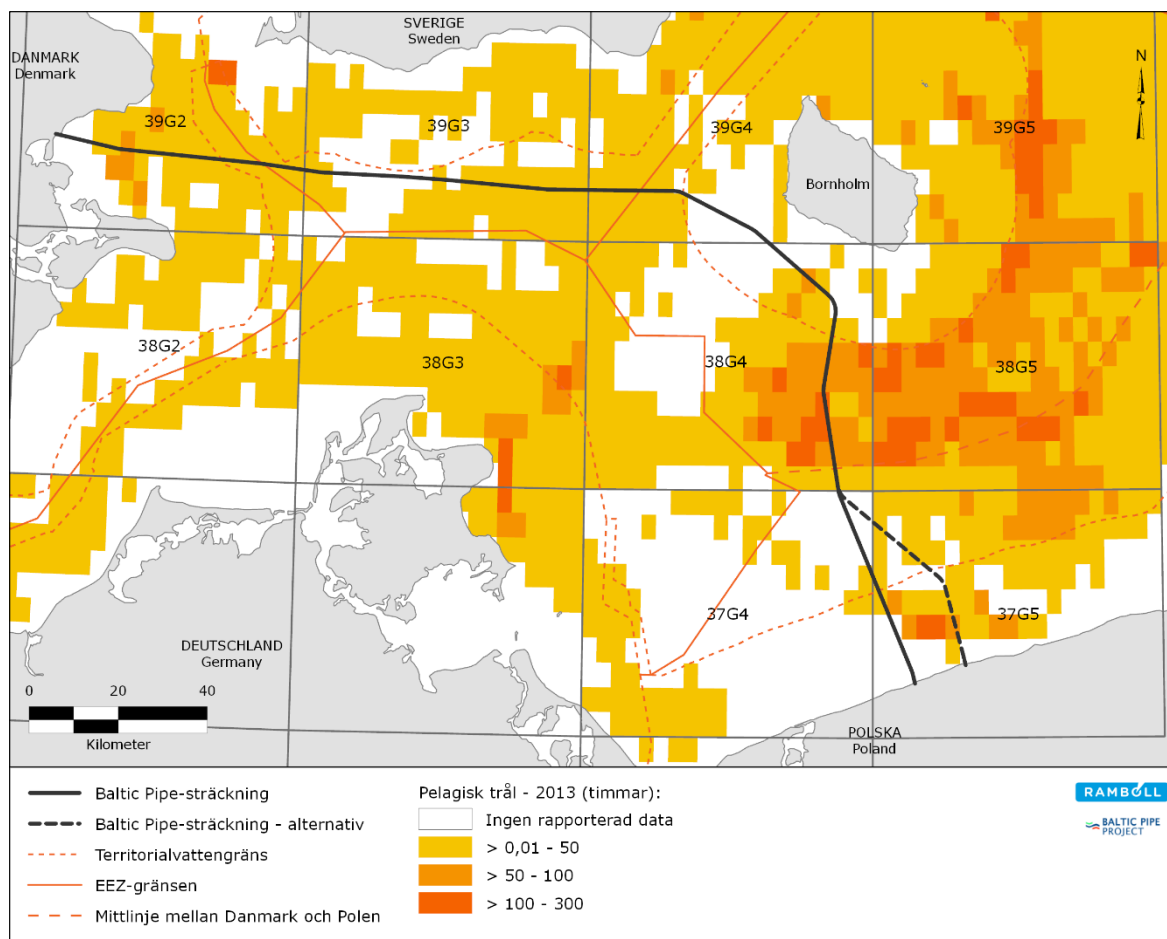 SVERIGE
Sweden
DANMARK
Denmark
N
39G2
39G3
39G4
39G5
Bornholm
38G2
38G3
38G4
38G5
37G4
37G5
DEUTSCHLAND
Germany
0 20 40
Kilometer
POLSKA
Poland
Baltic Pipe-sträckning
Baltic Pipe-sträckning - alternativ
Territorialvattengräns
EEZ-gränsen
Mittlinje mellan Danmark och Polen
Pelagisk trål - 2013 (timmar):
Ingen rapporterad data
> 0,01 - 50
> 50 - 100
> 100 - 300
RAMBOLL
BALTIC PIPE
PROJECT